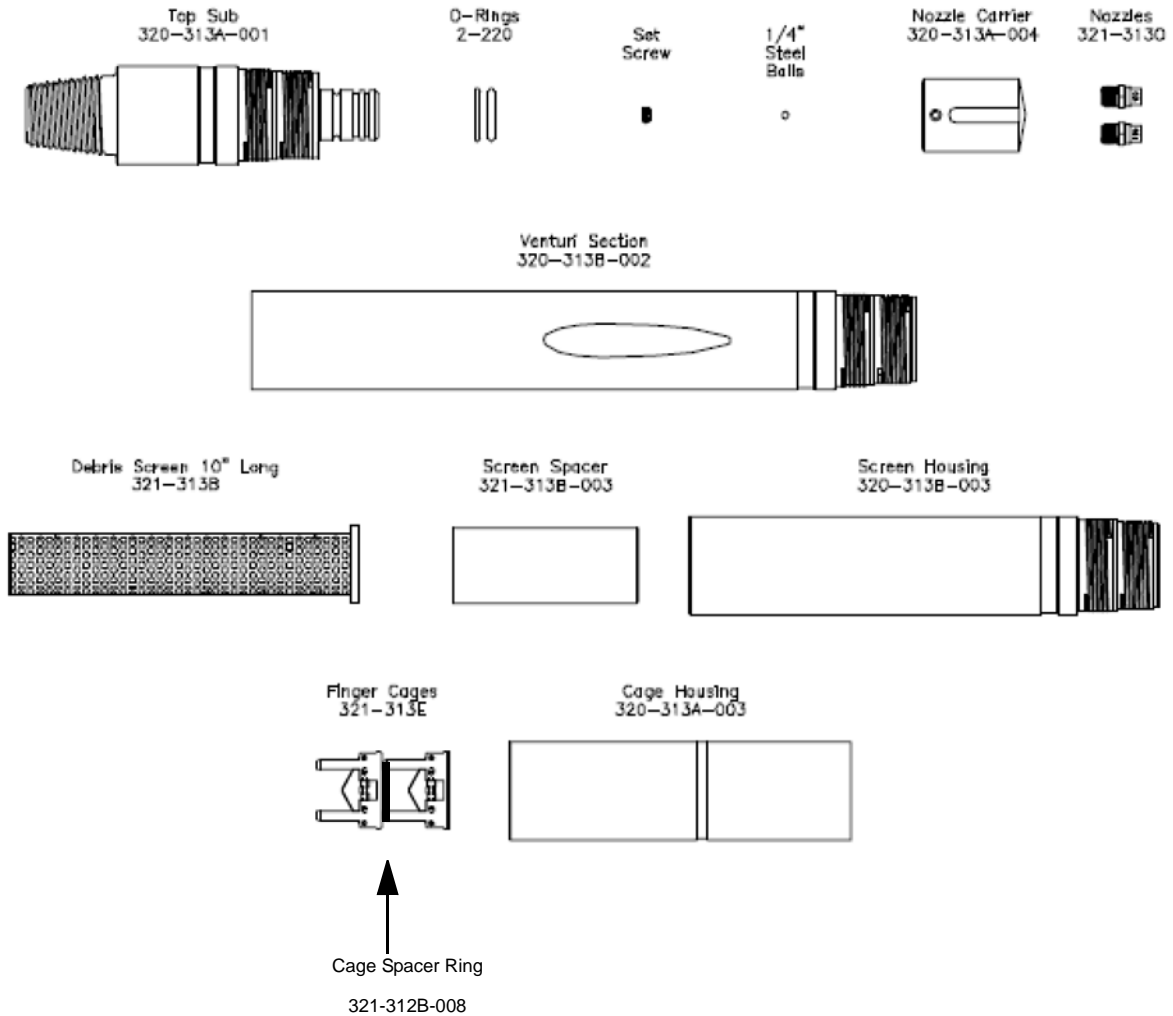 Top Sub
320-313A-001
O-Rings
2-220
Set
Screw
1/4"
Steel
Balls
Nozzle Carrier
320-313A-004
Nozzles
321-313D
Venturi Section
320-313B-002
Debris Screen 10" Long
321-313B
Screen Spacer
321-313B-003
Screen Housing
320-313B-003
Finger Cages
321-313E
Cage Housing
320-313A-003
Cage Spacer Ring
321-312B-008